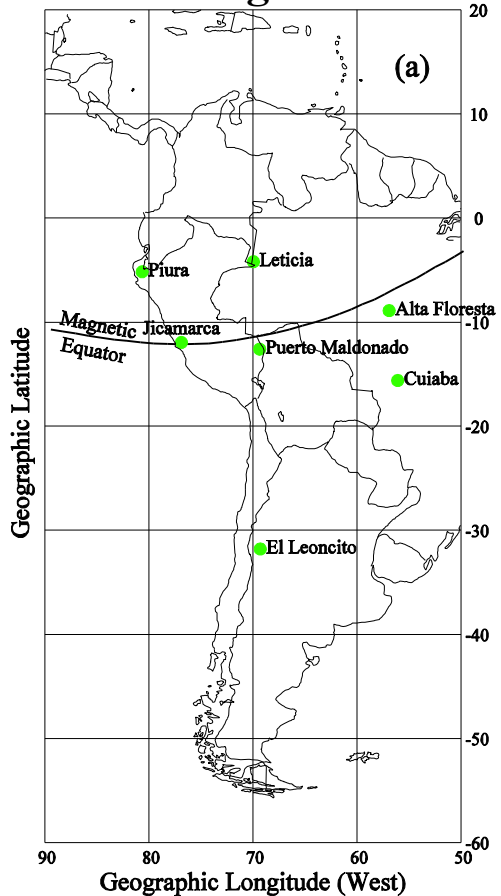 (a)
20
10
0
-10
-20
-30
-40
-50
-60
Piura
Leticia
Alta Floresta
Magnetic
Equator
Jicamarca
Puerto Maldonado
Cuiaba
El Leoncito
90 80 70 60 50
Geographic Latitude
Geographic Longitude (West)